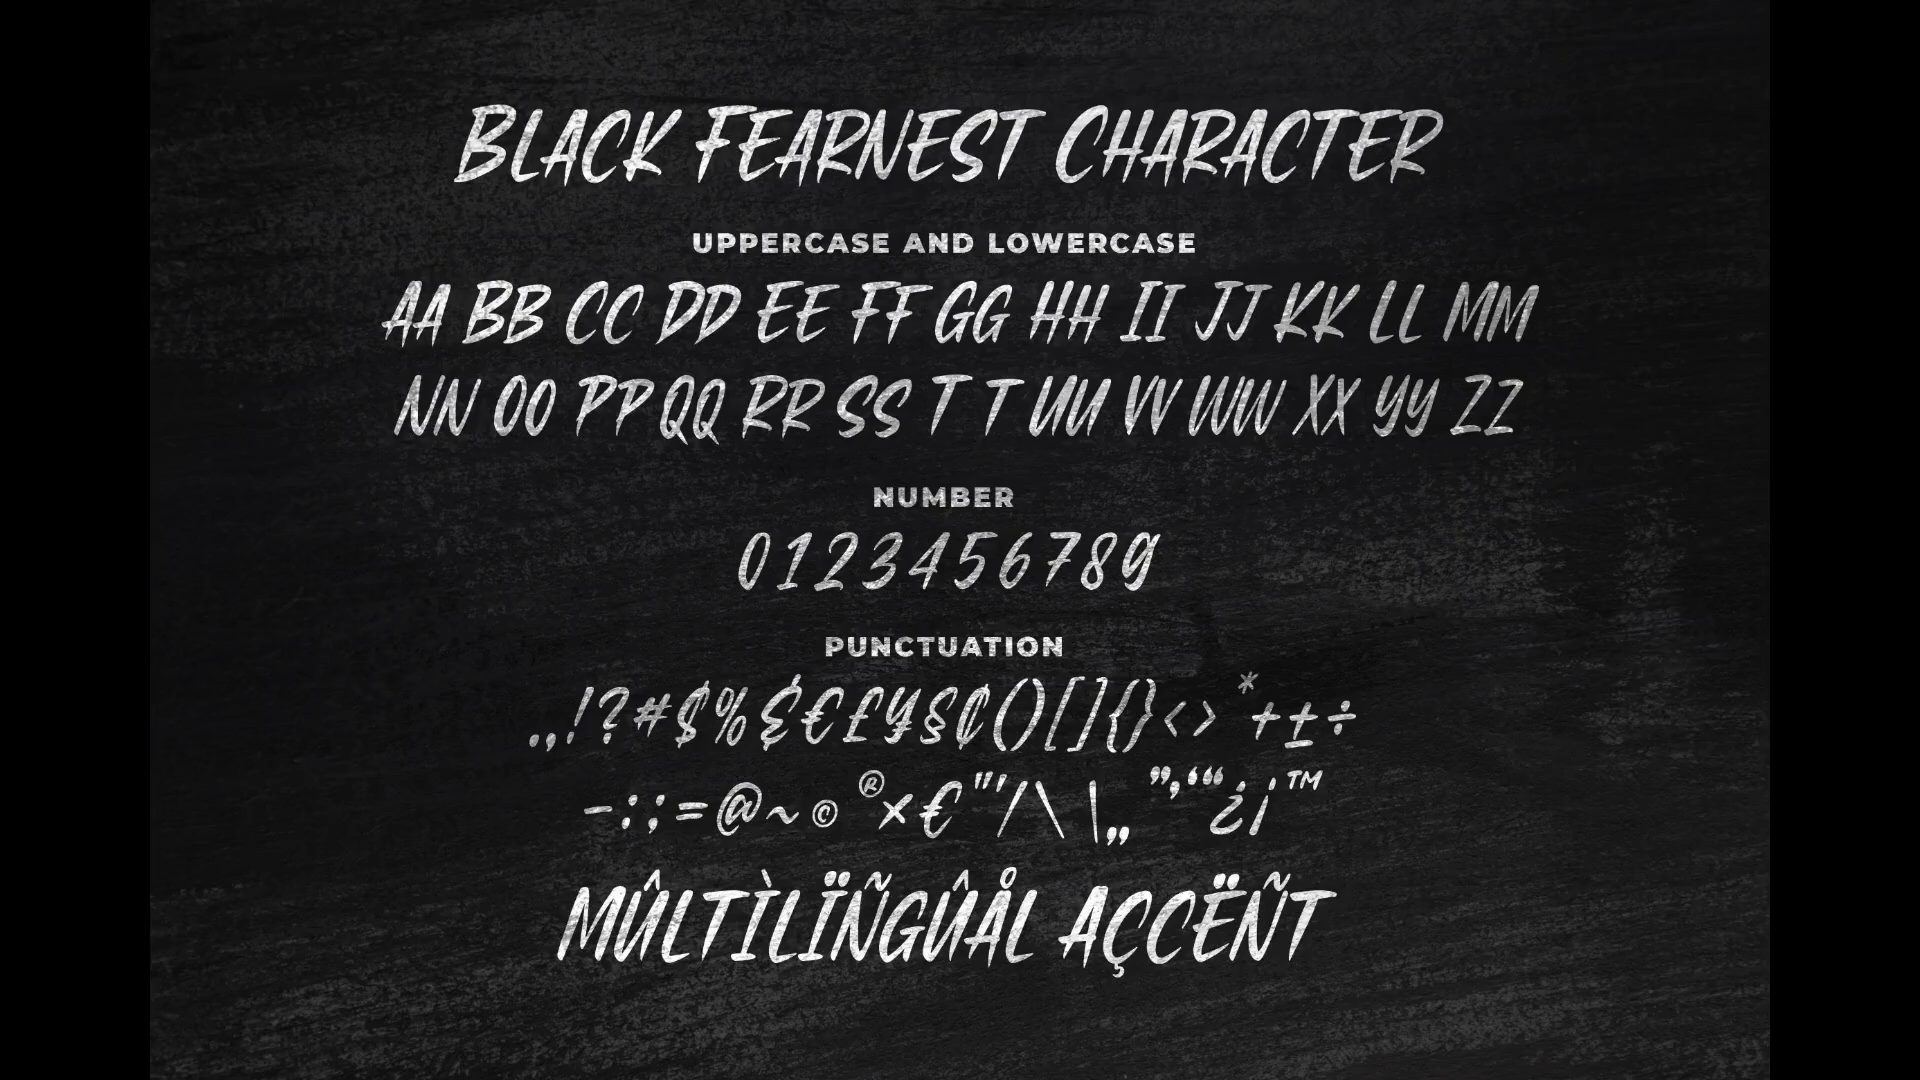 BLACK FEARNEST CHARACTER
UPPERCASE AND LOWERCASE
AA BB CC DD EE FF GG HH II JJ KK LL MM
NN OO PP QQ RR SS T T UU VV WW XX YY ZZ
NUMBER
0123456789
PUNCTUATION
.,!?#$%&€£¥§₵()[]{}<>*+±÷
-:;=@~©®×€"'/\|„”’‘“¿¡™
MÛLTÌLÏÑGÛÅL AÇCËÑT